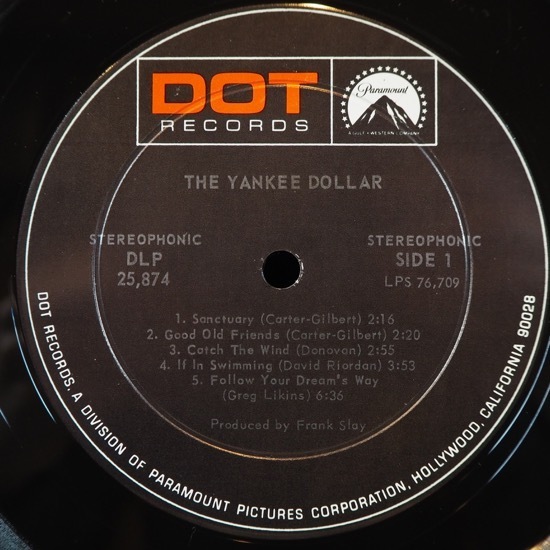 DOT
RECORDS
Paramount
A GULF+WESTERN COMPANY
THE YANKEE DOLLAR
STEREOPHONIC
DLP
25,874
STEREOPHONIC
SIDE 1
LPS 76,709
1. Sanctuary (Carter-Gilbert) 2:16
2. Good Old Friends (Carter-Gilbert) 2:20
3. Catch The Wind (Donovan) 2:55
4. If In Swimming (David Riordan) 3:53
5. Follow Your Dream's Way
(Greg Likins) 6:36
Produced by Frank Slay
DOT RECORDS, A DIVISION OF PARAMOUNT PICTURES CORPORATION, HOLLYWOOD, CALIFORNIA 90028